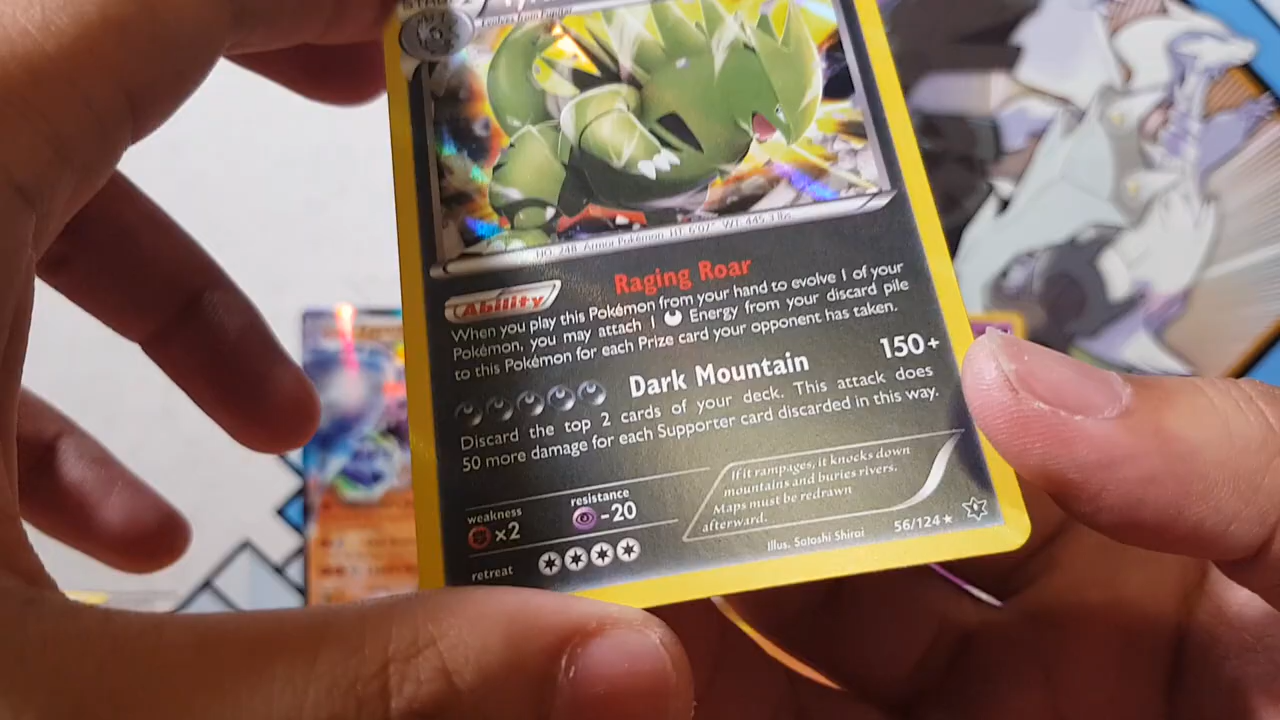 Evolves from Pupitar
NO. 248 Armor Pokémon HT: 6'07" WT: 445.3 lbs.
Ability Raging Roar
When you play this Pokémon from your hand to evolve 1 of your
Pokémon, you may attach 1 Energy from your discard pile
to this Pokémon for each Prize card your opponent has taken.
Dark Mountain 150+
Discard the top 2 cards of your deck. This attack does
50 more damage for each Supporter card discarded in this way.
weakness
×2
resistance
-20
retreat
If it rampages, it knocks down
mountains and buries rivers.
Maps must be redrawn
afterward.
Illus. Satoshi Shirai
56/124★